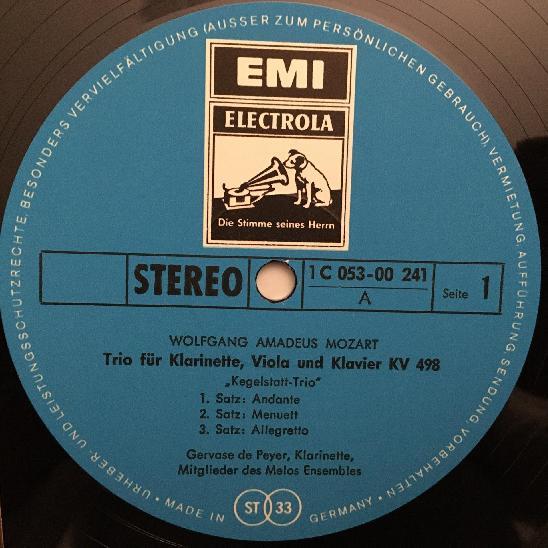 EMI
ELECTROLA
Die Stimme seines Herrn
STEREO
1 C 053-00 241
A
Seite 1
WOLFGANG AMADEUS MOZART
Trio für Klarinette, Viola und Klavier KV 498
„Kegelstatt-Trio“
1. Satz: Andante
2. Satz: Menuett
3. Satz: Allegretto
Gervase de Peyer, Klarinette,
Mitglieder des Melos Ensembles
URHEBER- UND LEISTUNGSSCHUTZRECHTE, BESONDERS VERVIELFÄLTIGUNG (AUSSER ZUM PERSÖNLICHEN GEBRAUCH), VERMIETUNG, AUFFÜHRUNG, SENDUNG, VORBEHALTEN •
MADE IN ST 33 GERMANY •